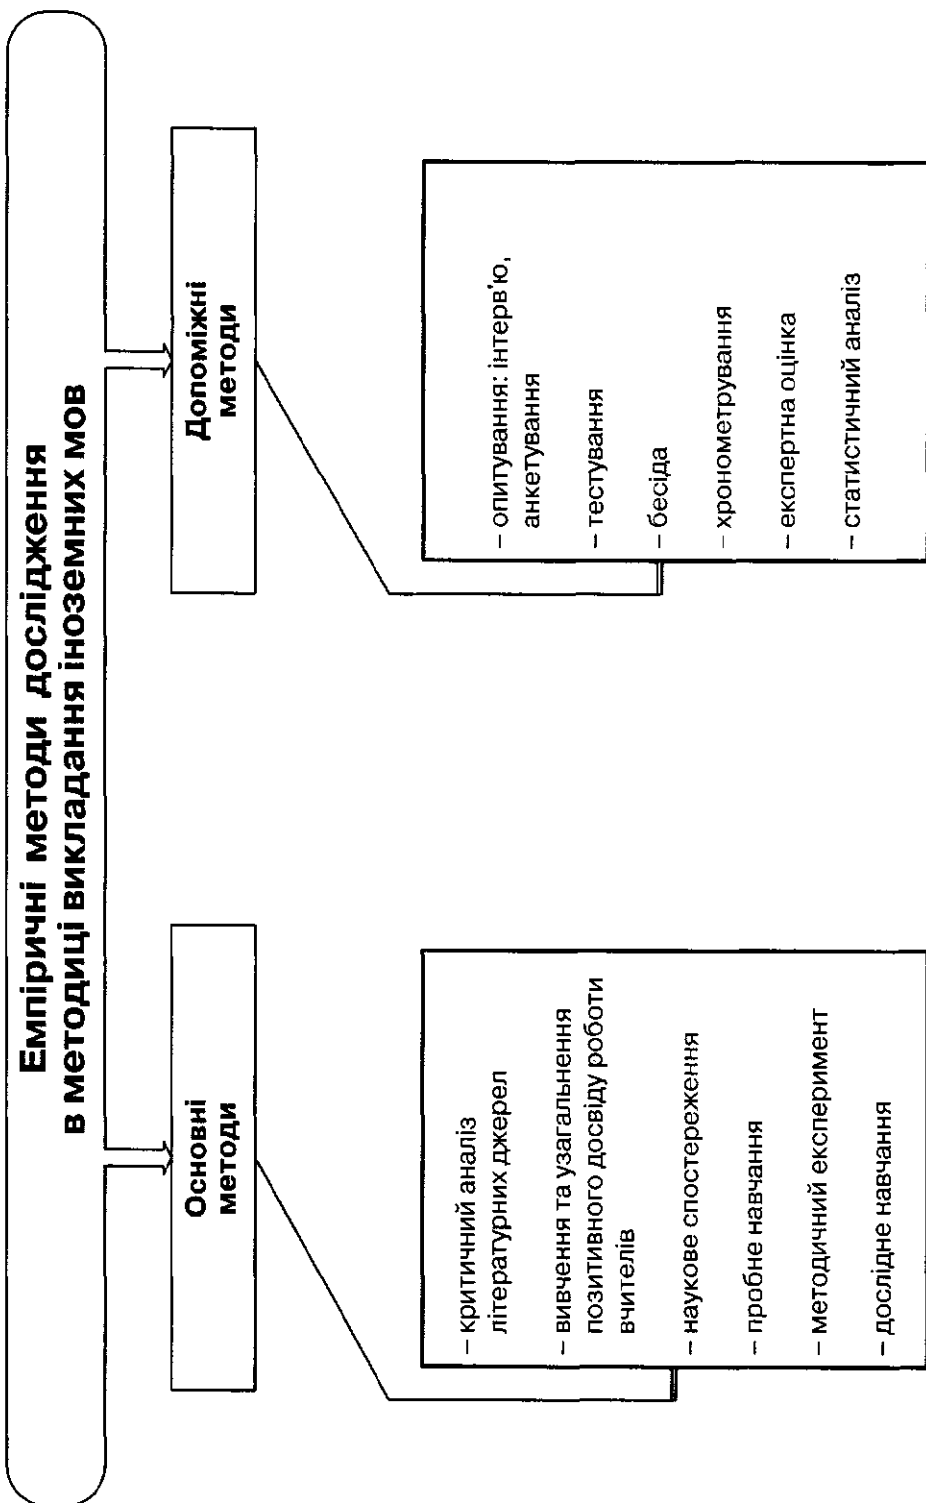 Емпіричні методи дослідження
в методиці викладання іноземних мов
Основні
методи
– критичний аналіз
літературних джерел
– вивчення та узагальнення
позитивного досвіду роботи
вчителів
– наукове спостереження
– пробне навчання
– методичний експеримент
– дослідне навчання
Допоміжні
методи
– опитування: інтерв'ю,
анкетування
– тестування
– бесіда
– хронометрування
– експертна оцінка
– статистичний аналіз